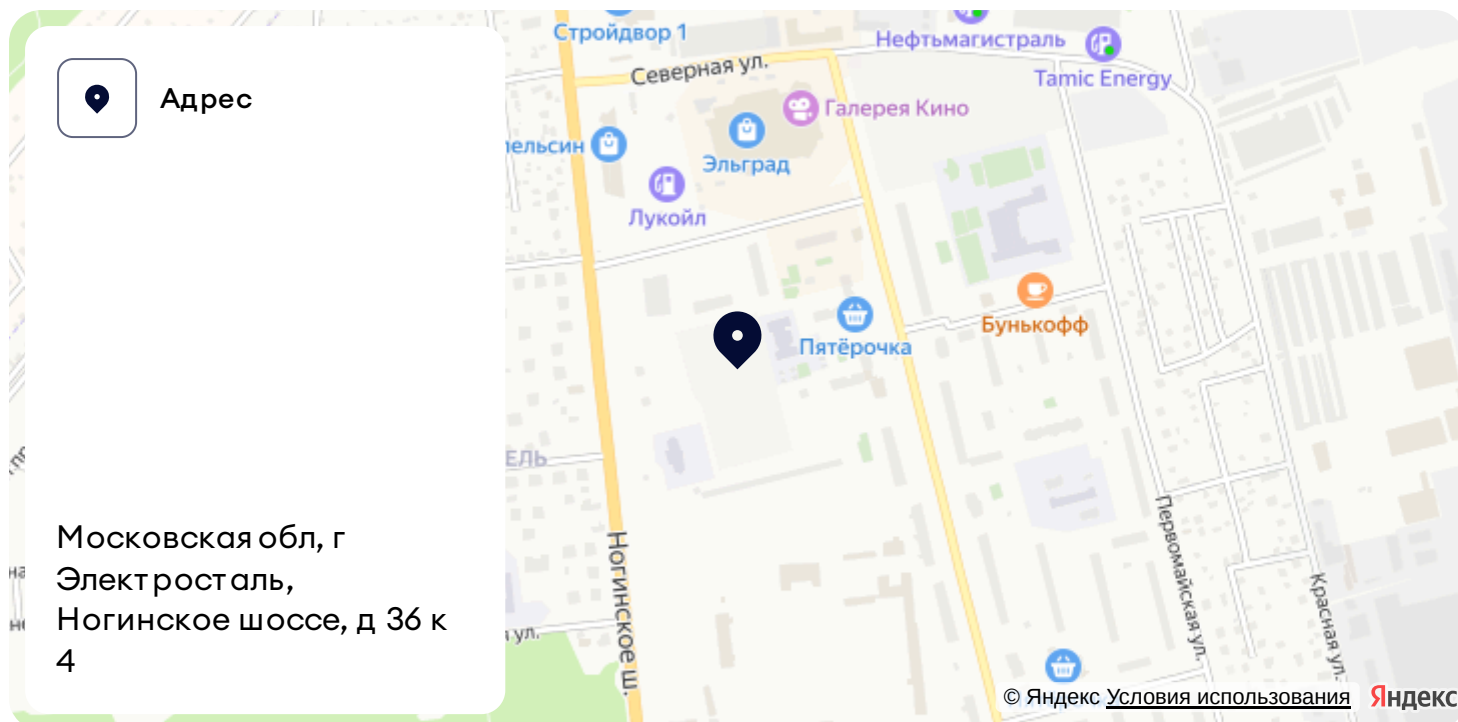 Адрес
Московская обл, г
Электросталь,
Ногинское шоссе, д 36 к
4
Стройдвор 1
Нефтьмагистраль
Tamic Energy
Северная ул.
Галерея Кино
Эльград
Лукойл
Бунькофф
Пятёрочка
Ногинское ш.
Первомайская ул.
Красная ул.
ул.
© Яндекс Условия использования
Яндекс